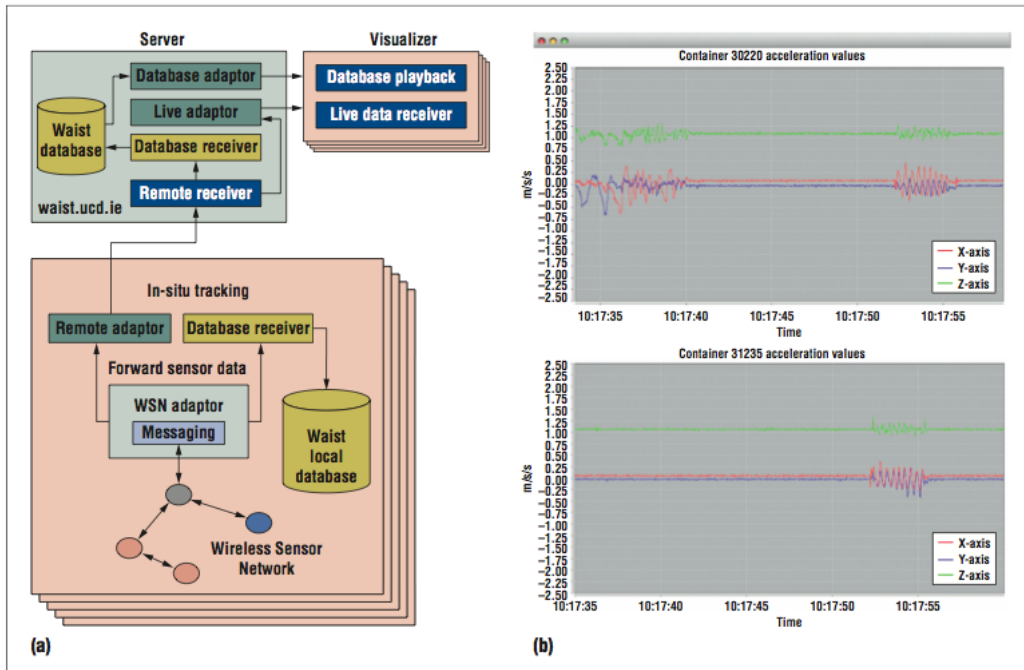 Server
Visualizer
Database adaptor
Live adaptor
Waist
database
Database receiver
Remote receiver
waist.ucd.ie
Database playback
Live data receiver
In-situ tracking
Remote adaptor
Database receiver
Forward sensor data
WSN adaptor
Messaging
Waist
local
database
Wireless Sensor
Network
(a)
Container 30220 acceleration values
2.50
2.25
2.00
1.75
1.50
1.25
1.00
0.75
0.50
0.25
0.00
−0.25
−0.50
−0.75
−1.00
−1.25
−1.50
−1.75
−2.00
−2.25
−2.50
m/s/s
X-axis
Y-axis
Z-axis
10:17:35 10:17:40 10:17:45 10:17:50 10:17:55
Time
Container 31235 acceleration values
2.50
2.25
2.00
1.75
1.50
1.25
1.00
0.75
0.50
0.25
0.00
−0.25
−0.50
−0.75
−1.00
−1.25
−1.50
−1.75
−2.00
−2.25
−2.50
m/s/s
X-axis
Y-axis
Z-axis
10:17:35 10:17:40 10:17:45 10:17:50 10:17:55
Time
(b)